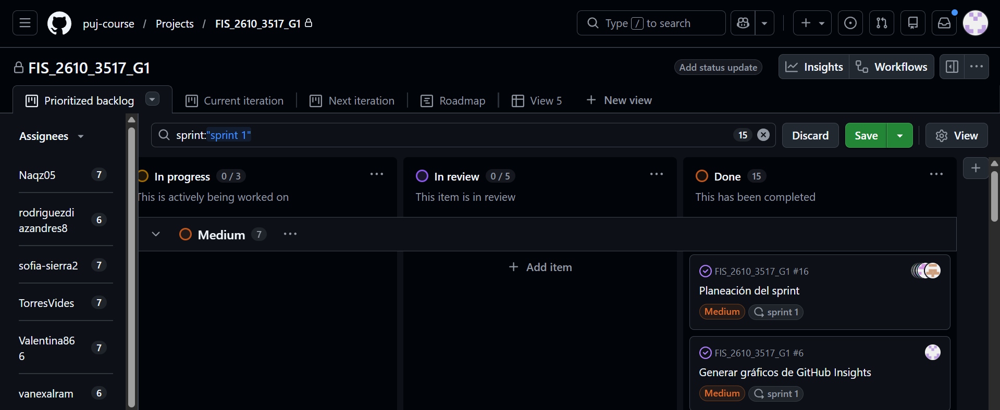 puj-course / Projects / FIS_2610_3517_G1
Type / to search
FIS_2610_3517_G1
Add status update
Insights
Workflows
Prioritized backlog
Current iteration
Next iteration
Roadmap
View 5
New view
Assignees
Naqz05 7
rodriguezdi
azandres8 6
sofia-sierra2 7
TorresVides 7
Valentina86
6 7
vanexalram 6
sprint:"sprint 1"
15
Discard
Save
View
In progress 0 / 3
This is actively being worked on
In review 0 / 5
This item is in review
Done 15
This has been completed
Medium 7
Add item
FIS_2610_3517_G1 #16
Planeación del sprint
Medium sprint 1
FIS_2610_3517_G1 #6
Generar gráficos de GitHub Insights
Medium sprint 1